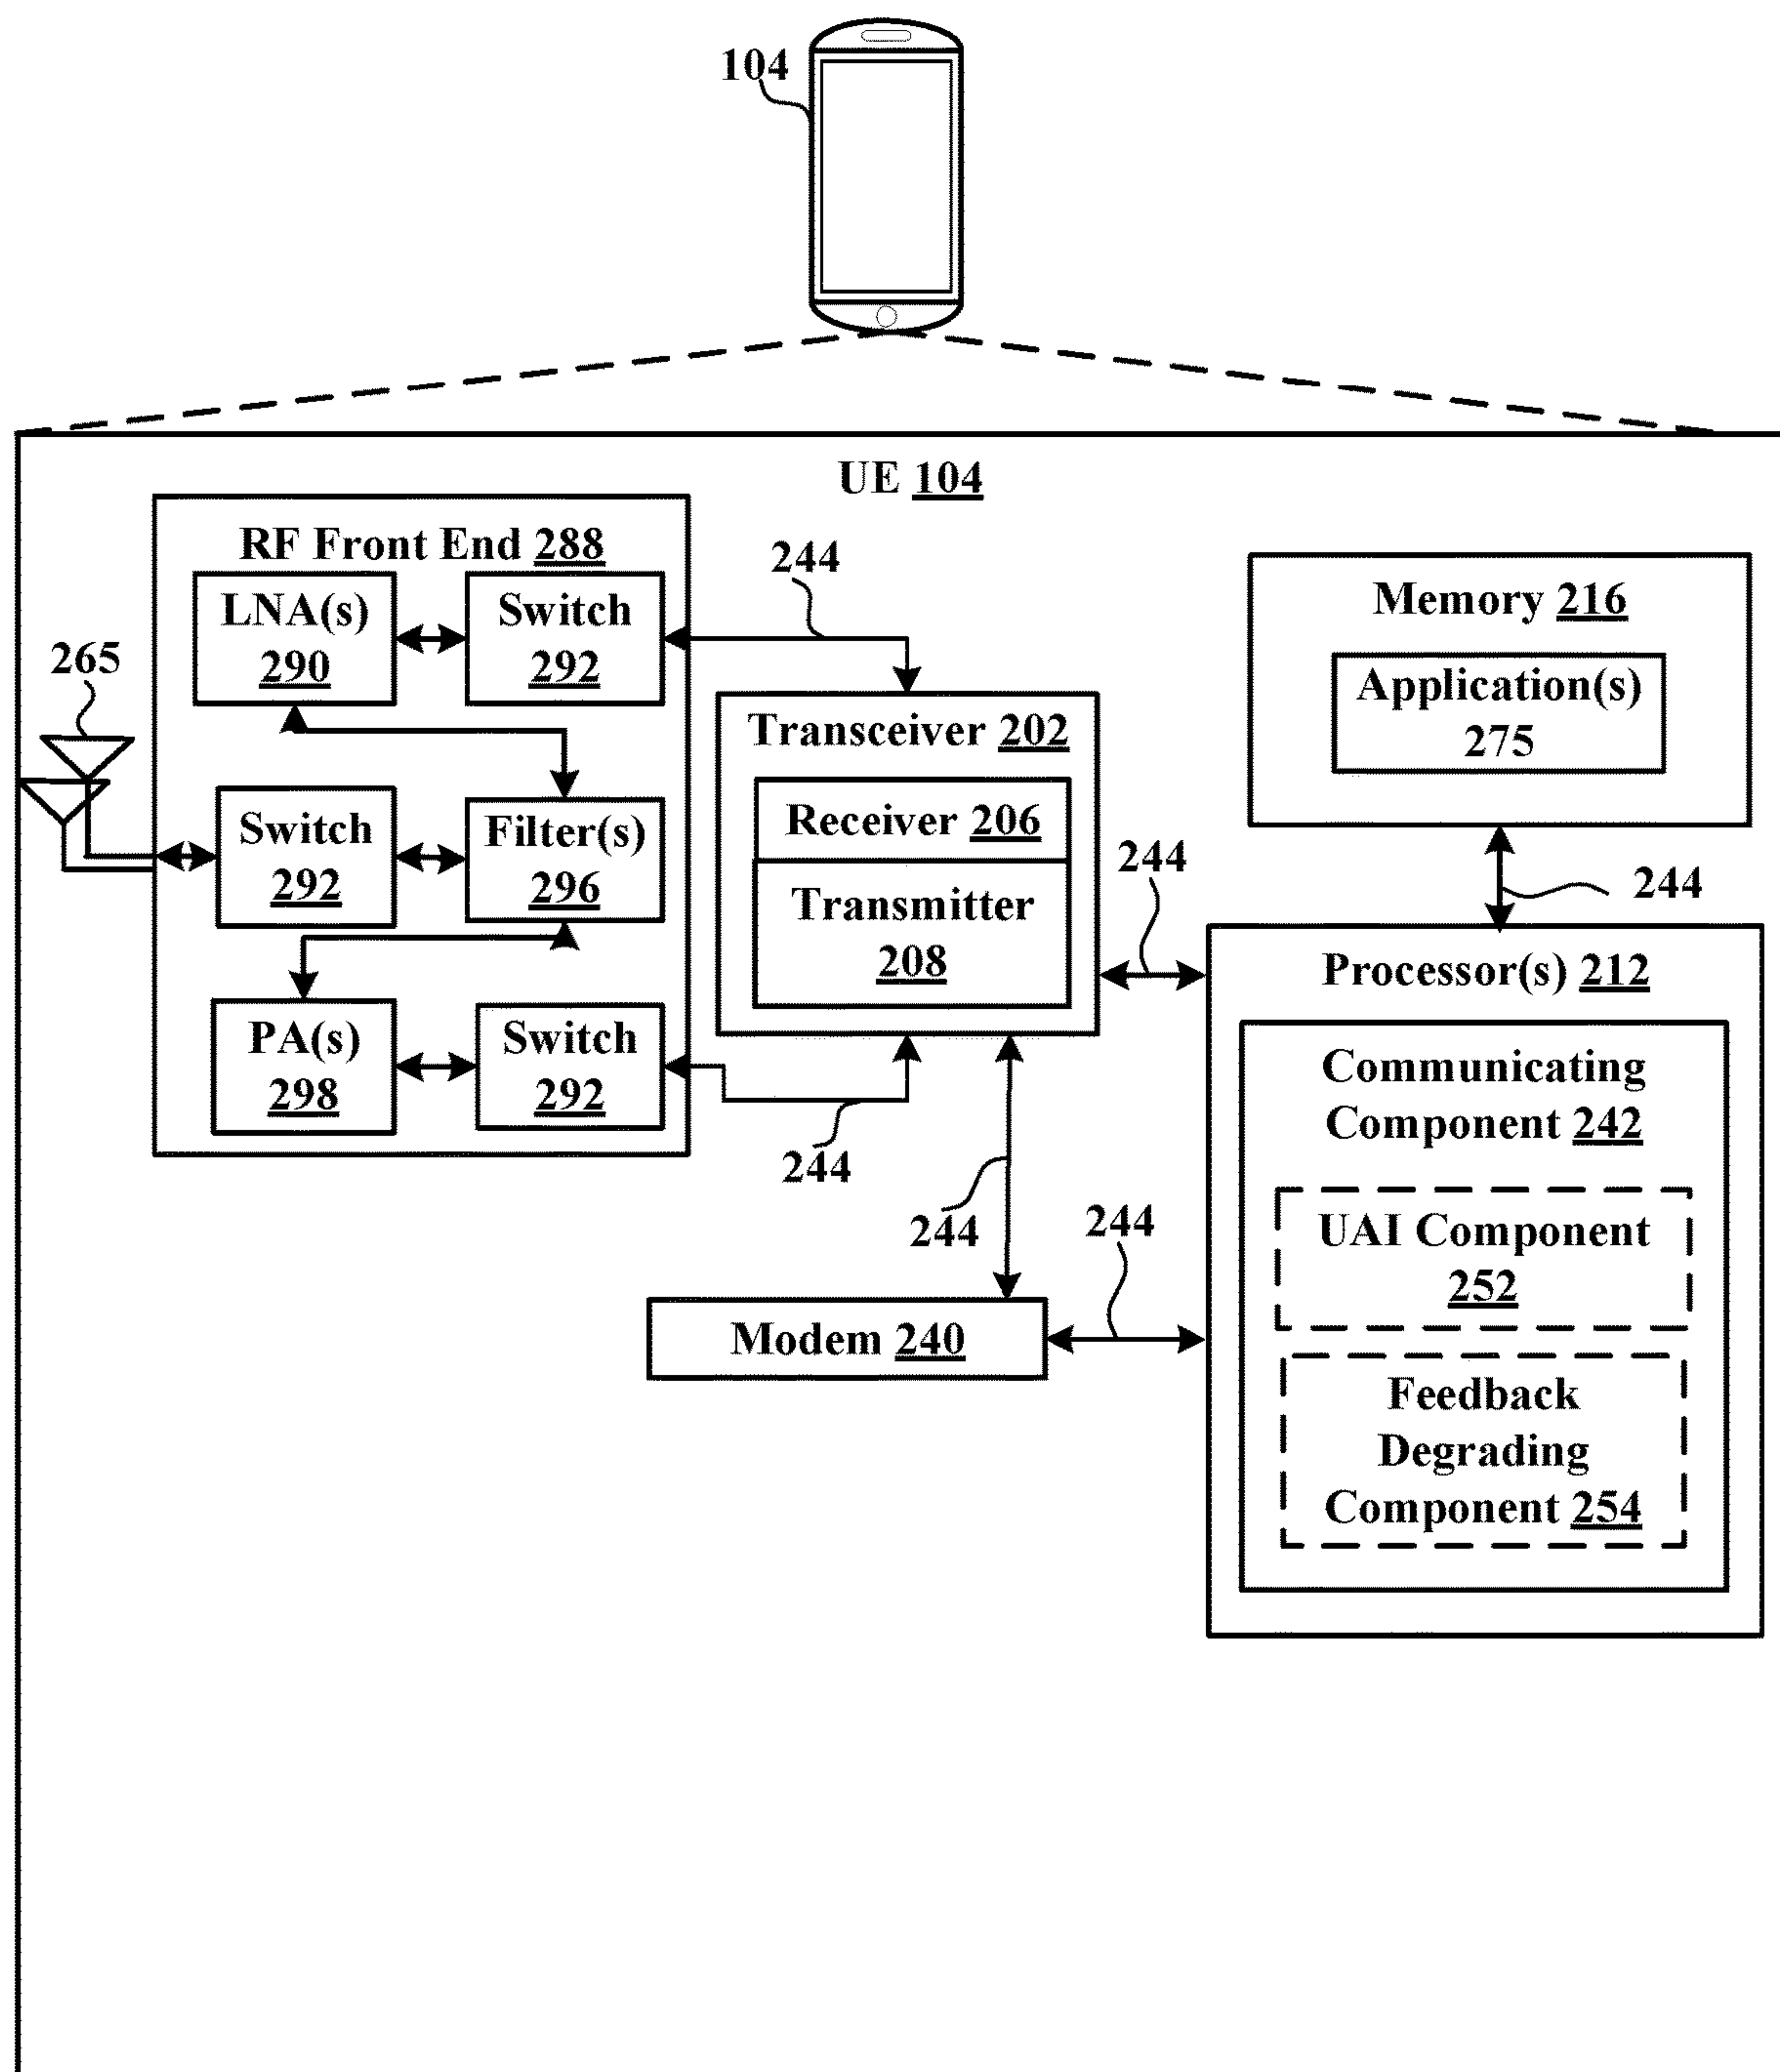 104
UE 104
RF Front End 288
LNA(s)
290
Switch
292
244
265
Switch
292
Filter(s)
296
PA(s)
298
Switch
292
244
Transceiver 202
Receiver 206
Transmitter
208
244
244
Modem 240
244
Memory 216
Application(s)
275
244
Processor(s) 212
Communicating
Component 242
UAI Component
252
Feedback
Degrading
Component 254